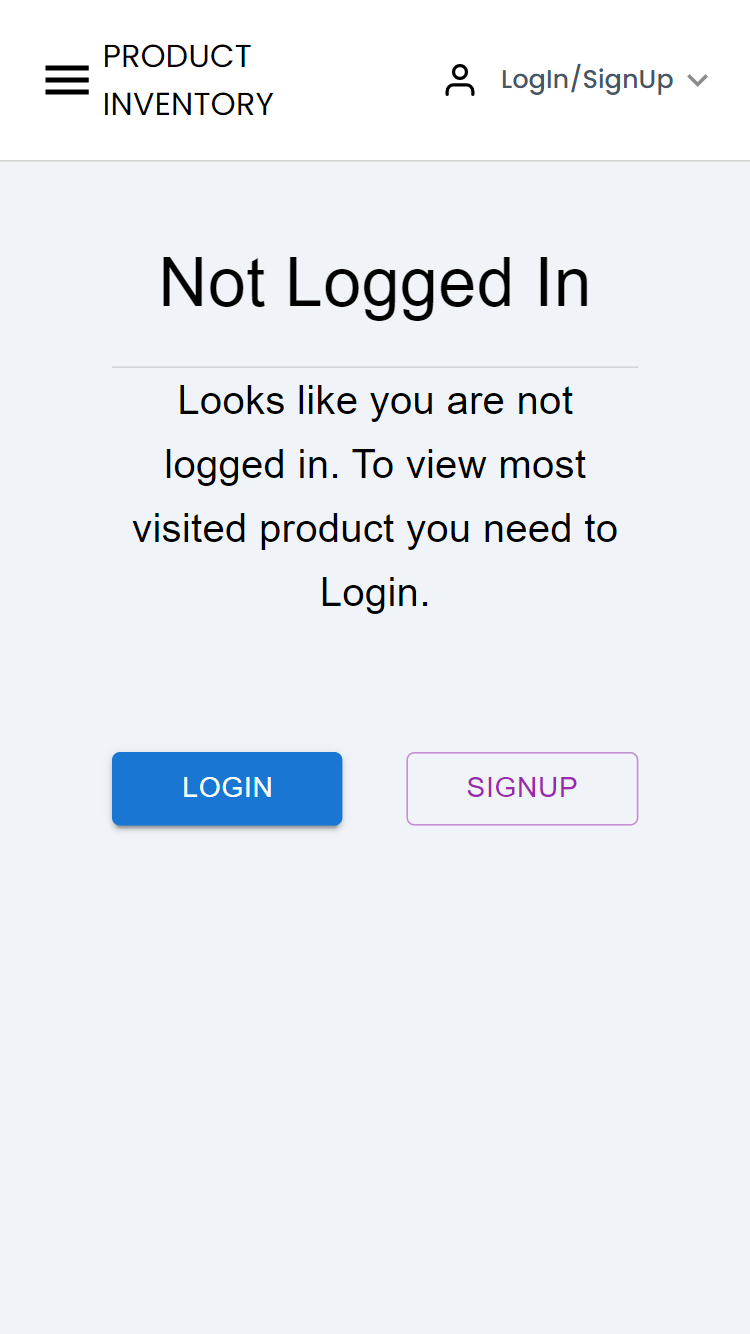 PRODUCT
INVENTORY
LogIn/SignUp
Not Logged In
Looks like you are not
logged in. To view most
visited product you need to
Login.
LOGIN
SIGNUP